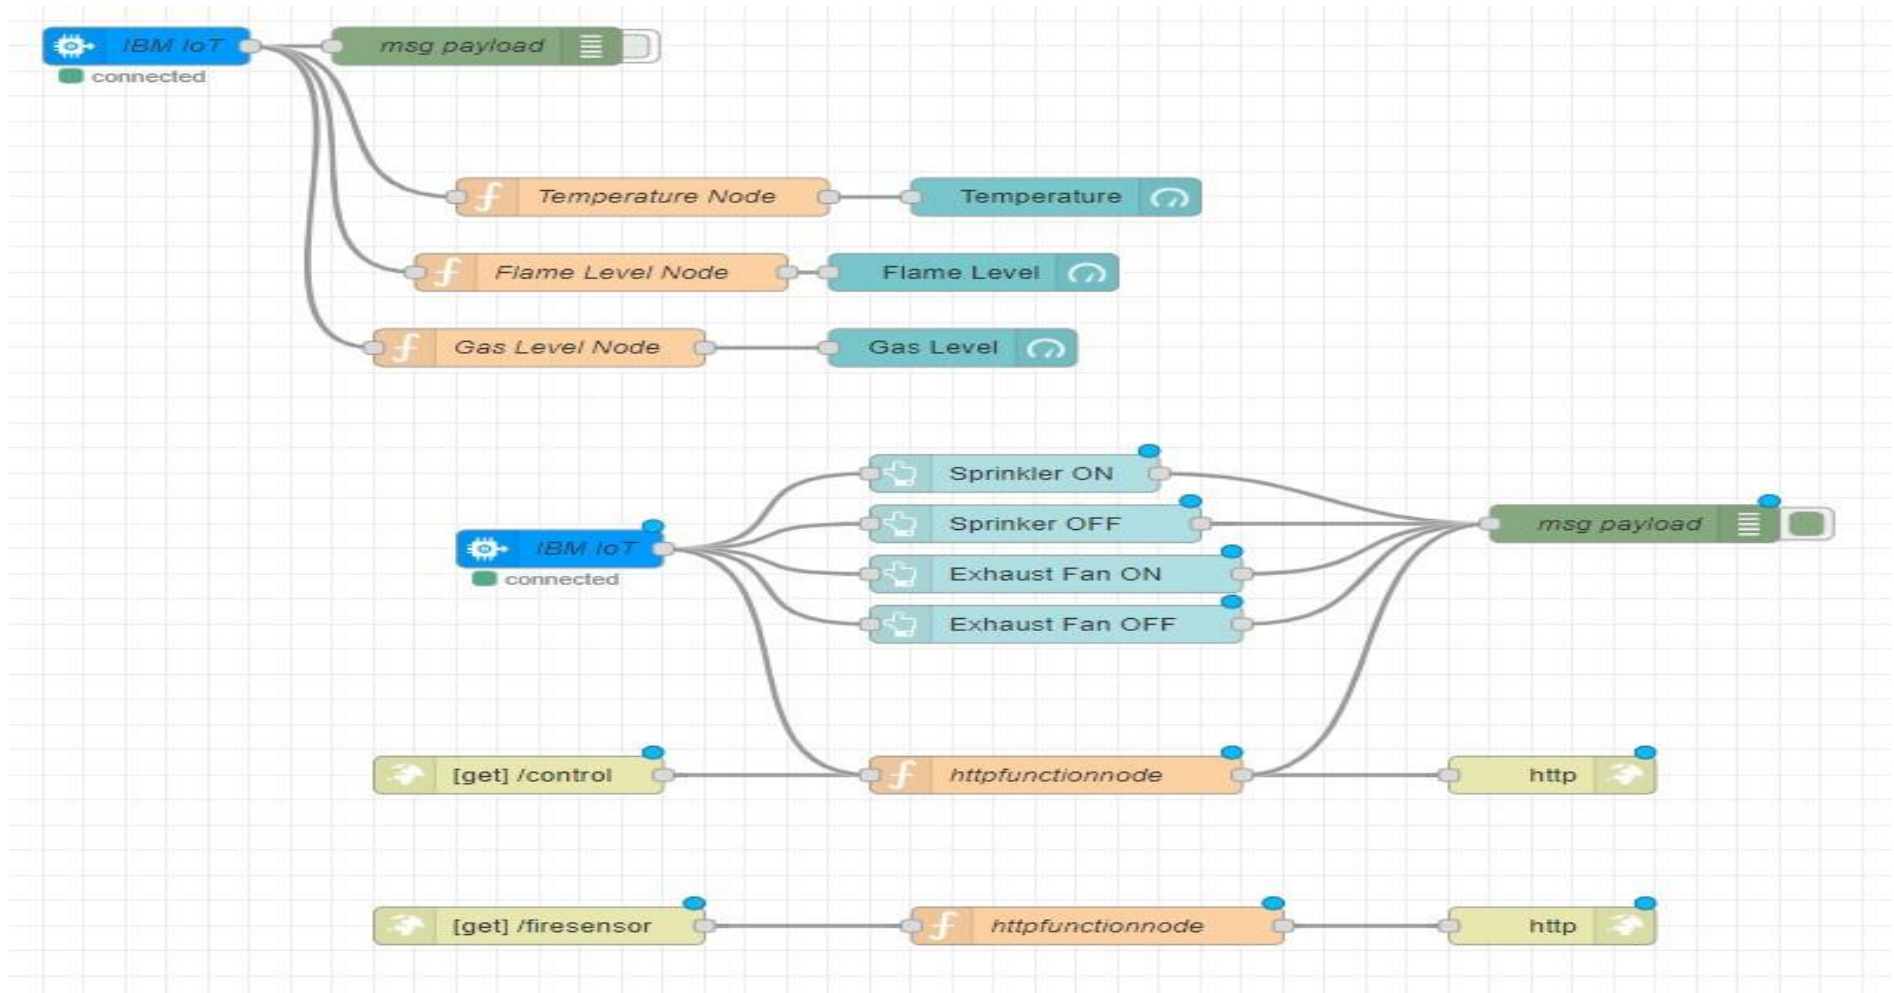 IBM IoT
msg payload
connected
Temperature Node
Temperature
Flame Level Node
Flame Level
Gas Level Node
Gas Level
Sprinkler ON
Sprinker OFF
msg payload
IBM IoT
connected
Exhaust Fan ON
Exhaust Fan OFF
[get] /control
httpfunctionnode
http
[get] /firesensor
httpfunctionnode
http